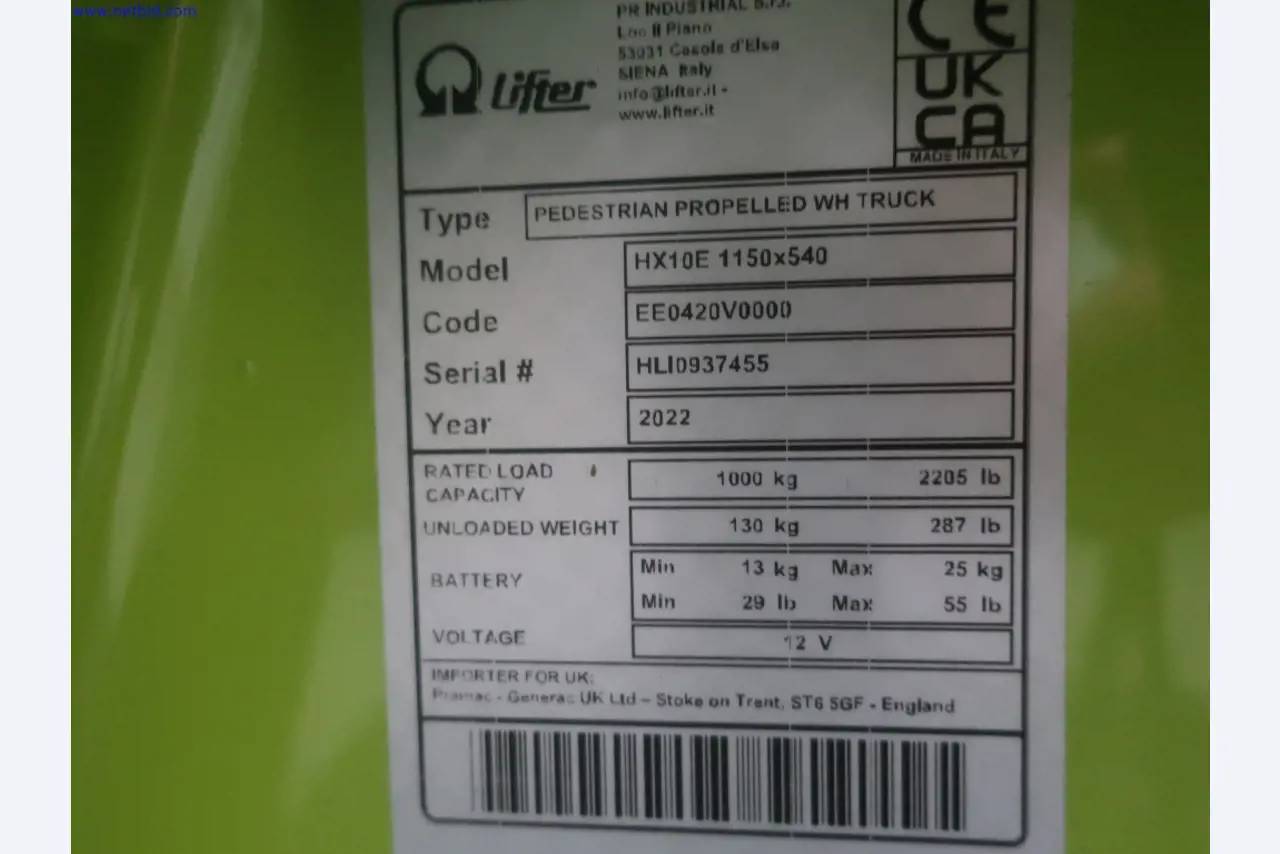 www.netbid.com
PR INDUSTRIAL S.r.l.
Loc Il Piano
53031 Casole d'Elsa
SIENA Italy
info@lifter.it -
www.lifter.it
Lifter
CE
UK
CA
MADE IN ITALY
Type PEDESTRIAN PROPELLED WH TRUCK
Model HX10E 1150x540
Code EE0420V0000
Serial # HLI0937455
Year 2022
RATED LOAD CAPACITY 1000 kg 2205 lb
UNLOADED WEIGHT 130 kg 287 lb
BATTERY Min 13 kg Max 25 kg
Min 29 lb Max 55 lb
VOLTAGE 12 V
IMPORTER FOR UK:
Pramac - Generac UK Ltd – Stoke on Trent, ST6 5GF - England